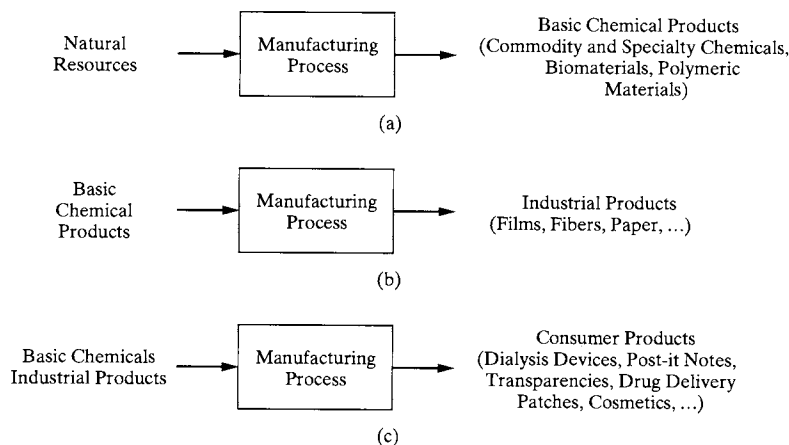 Natural
Resources
Manufacturing
Process
Basic Chemical Products
(Commodity and Specialty Chemicals,
Biomaterials, Polymeric
Materials)
(a)
Basic
Chemical
Products
Manufacturing
Process
Industrial Products
(Films, Fibers, Paper, ...)
(b)
Basic Chemicals
Industrial Products
Manufacturing
Process
Consumer Products
(Dialysis Devices, Post-it Notes,
Transparencies, Drug Delivery
Patches, Cosmetics, ...)
(c)